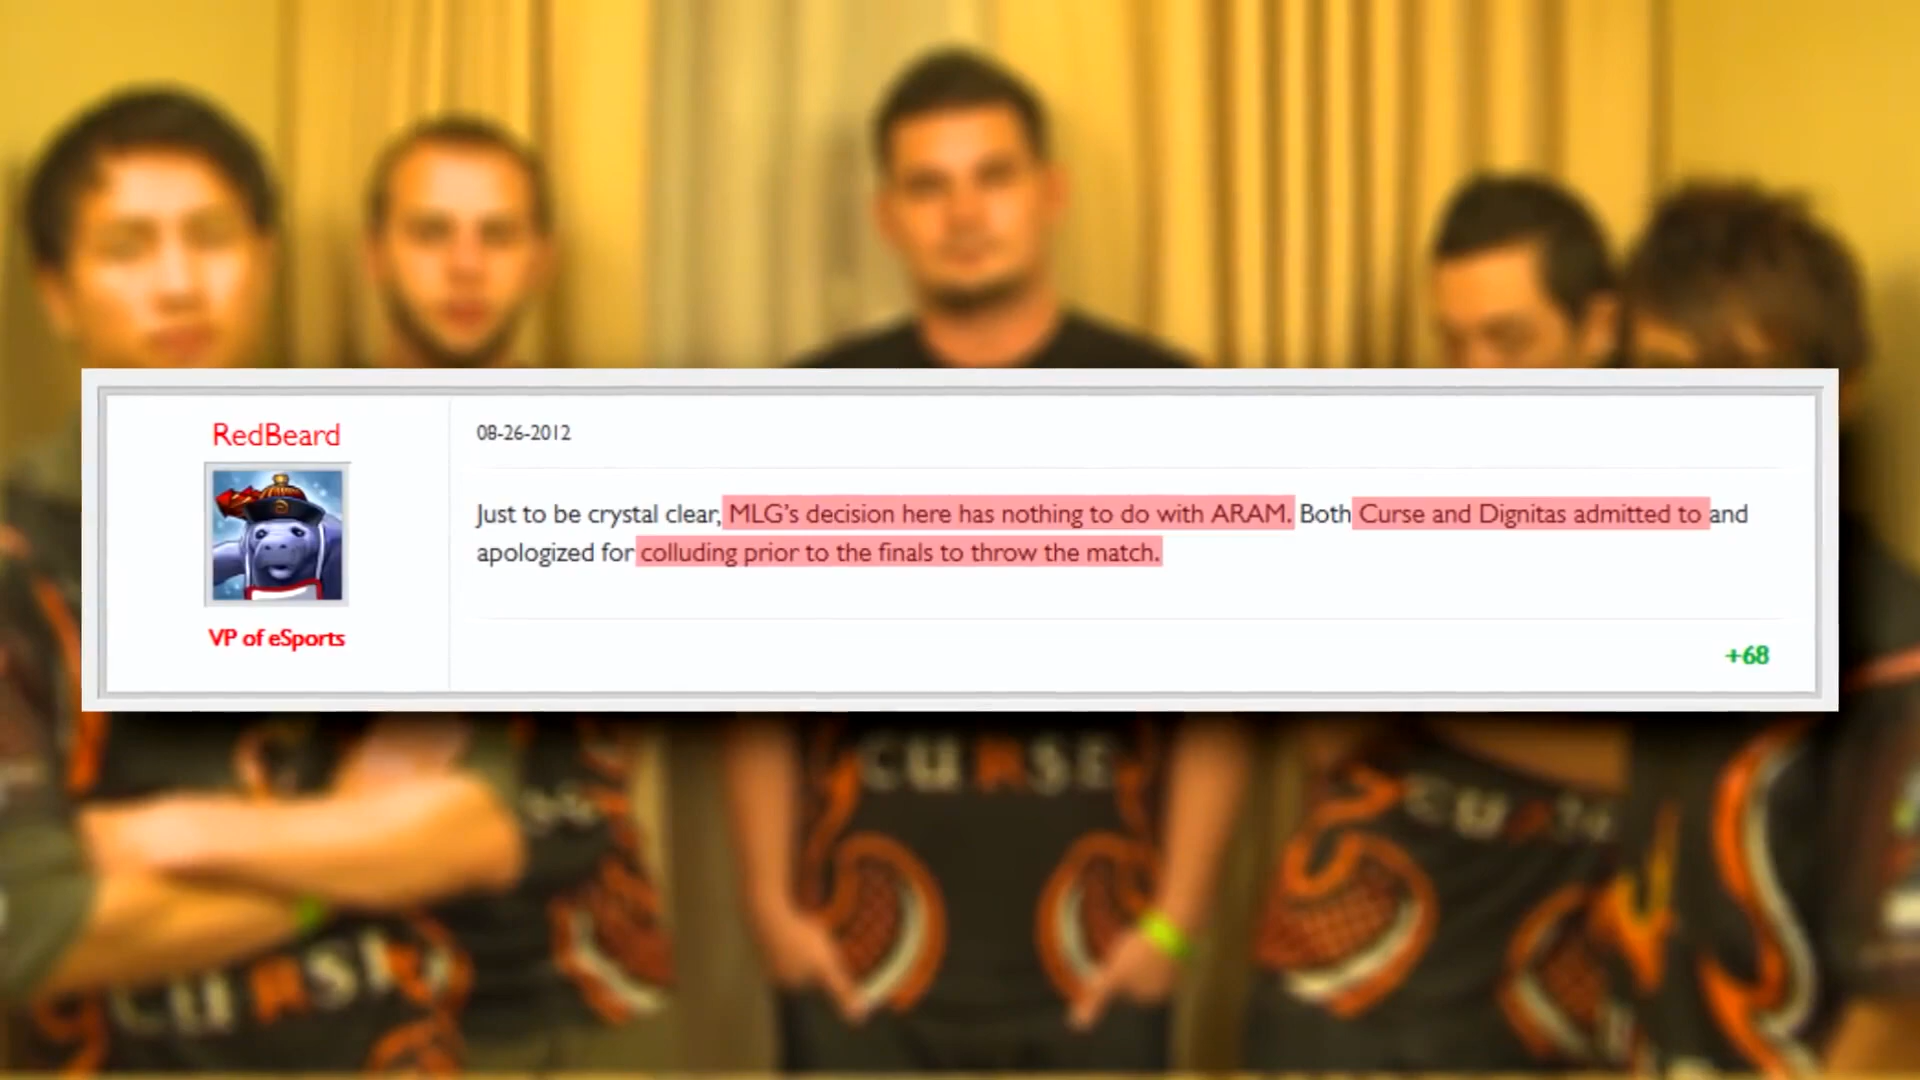 RedBeard
VP of eSports
08-26-2012
Just to be crystal clear, MLG's decision here has nothing to do with ARAM. Both Curse and Dignitas admitted to and
apologized for colluding prior to the finals to throw the match.
+68
CURSE
CURSE
CURSE